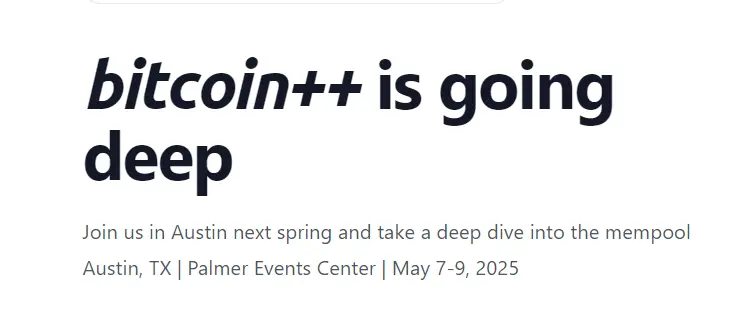 bitcoin++ is going
deep
Join us in Austin next spring and take a deep dive into the mempool
Austin, TX | Palmer Events Center | May 7-9, 2025